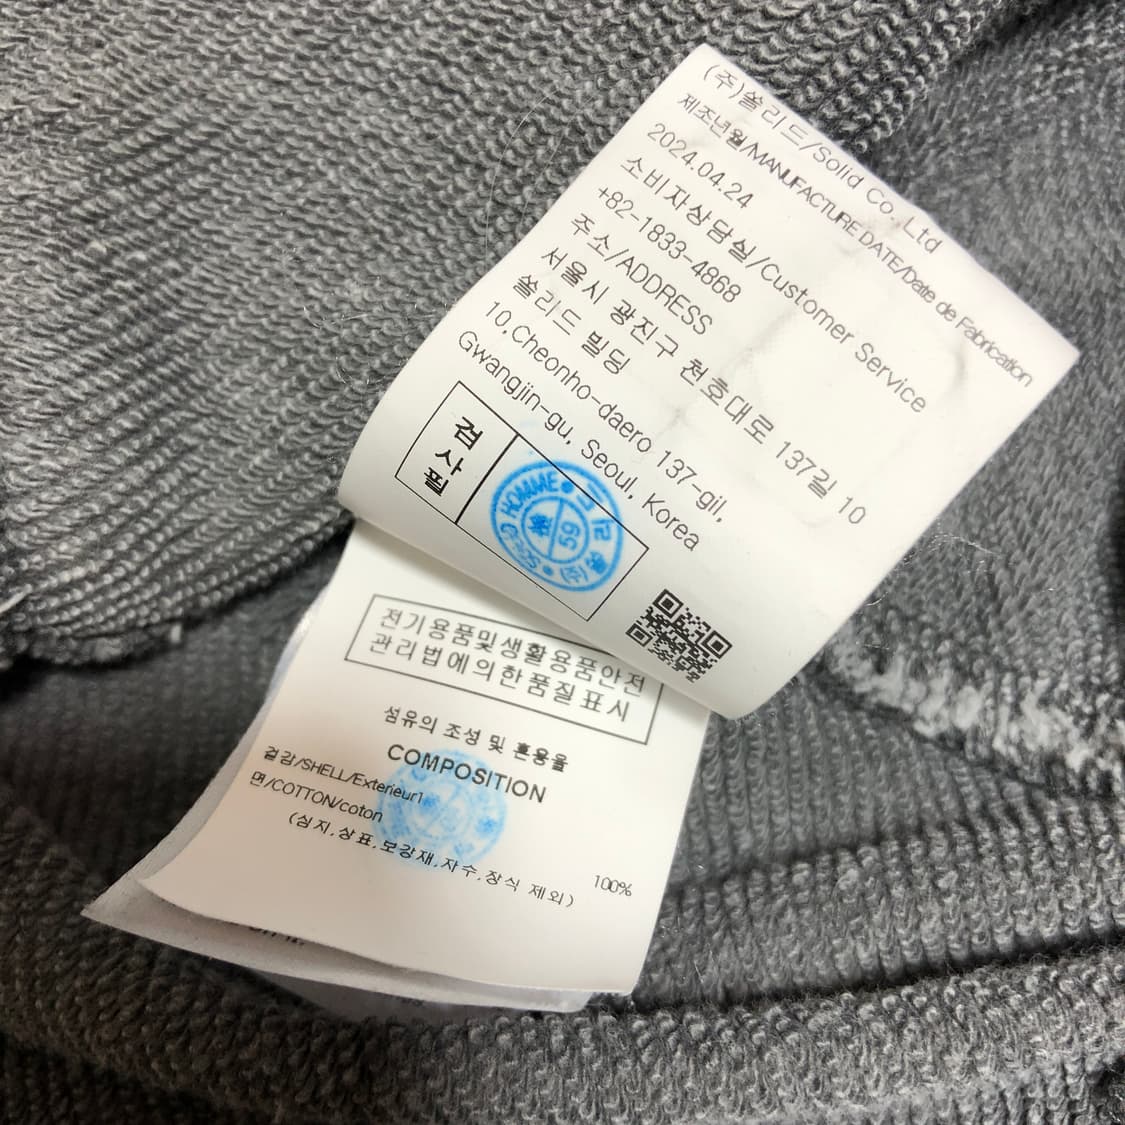 (주)쏠리드/Solid Co., Ltd
제조년월/MANUFACTURE DATE/Date de Fabrication
2024.04.24
소비자상담실/Customer Service
+82-1833-4868
주소/ADDRESS
서울시 광진구 천호대로 137길 10
쏠리드 빌딩
10,Cheonho-daero 137-gil,
Gwangjin-gu, Seoul, Korea
검사필
HOMME
59
(주)쏠리드
전기용품및생활용품안전
관리법에의한품질표시
섬유의 조성 및 혼용율
COMPOSITION
겉감/SHELL/Exterieur1
면/COTTON/coton
100%
(심지,상표,보강재,자수,장식 제외)